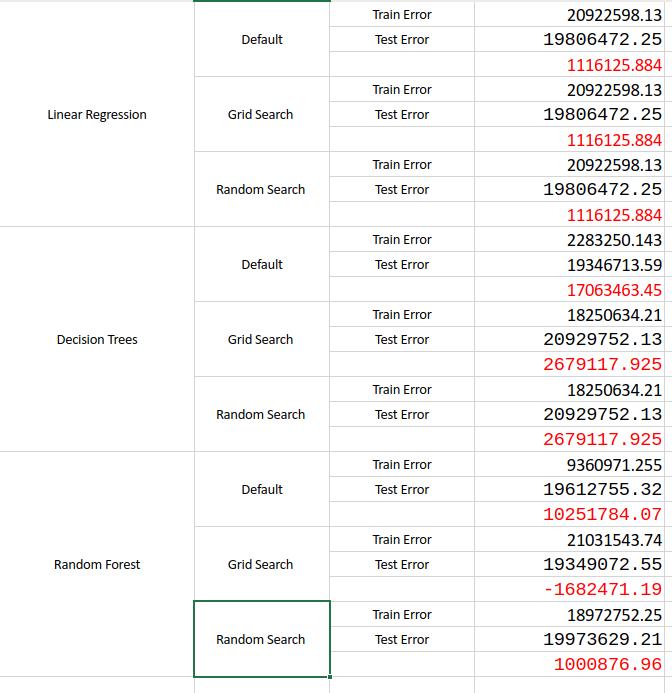 Linear Regression
Default
Train Error 20922598.13
Test Error 19806472.25
1116125.884
Grid Search
Train Error 20922598.13
Test Error 19806472.25
1116125.884
Random Search
Train Error 20922598.13
Test Error 19806472.25
1116125.884
Decision Trees
Default
Train Error 2283250.143
Test Error 19346713.59
17063463.45
Grid Search
Train Error 18250634.21
Test Error 20929752.13
2679117.925
Random Search
Train Error 18250634.21
Test Error 20929752.13
2679117.925
Random Forest
Default
Train Error 9360971.255
Test Error 19612755.32
10251784.07
Grid Search
Train Error 21031543.74
Test Error 19349072.55
-1682471.19
Random Search
Train Error 18972752.25
Test Error 19973629.21
1000876.96